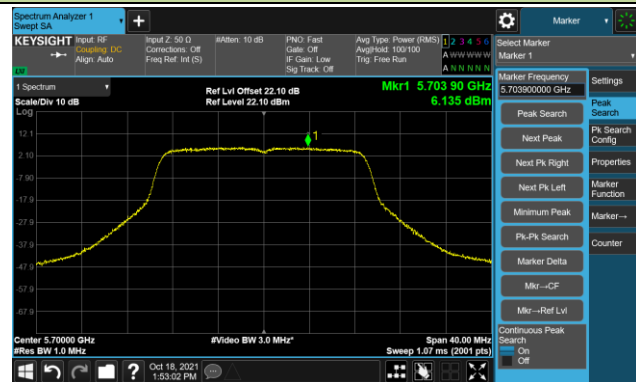 Spectrum Analyzer 1
Swept SA
Marker
KEYSIGHT
Input: RF
Coupling: DC
Align: Auto
Input Z: 50 Ω
Corrections: Off
Freq Ref: Int (S)
#Atten: 10 dB
PNO: Fast
Gate: Off
IF Gain: Low
Sig Track: Off
Avg Type: Power (RMS)
Avg|Hold: 100/100
Trig: Free Run
1 2 3 4 5 6
A W W W W W
A N N N N N
Select Marker
Marker 1
1 Spectrum
Scale/Div 10 dB
Log
Ref Lvl Offset 22.10 dB
Ref Level 22.10 dBm
Mkr1 5.703 90 GHz
6.135 dBm
1
12.1
2.10
-7.90
-17.9
-27.9
-37.9
-47.9
-57.9
-67.9
Center 5.70000 GHz
#Res BW 1.0 MHz
#Video BW 3.0 MHz*
Span 40.00 MHz
Sweep 1.07 ms (2001 pts)
Marker Frequency
5.703900000 GHz
Peak Search
Next Peak
Next Pk Right
Next Pk Left
Minimum Peak
Pk-Pk Search
Marker Delta
Mkr→CF
Mkr→Ref Lvl
Continuous Peak
Search
On
Off
Settings
Peak
Search
Pk Search
Config
Properties
Marker
Function
Marker→
Counter
Oct 18, 2021
1:53:02 PM